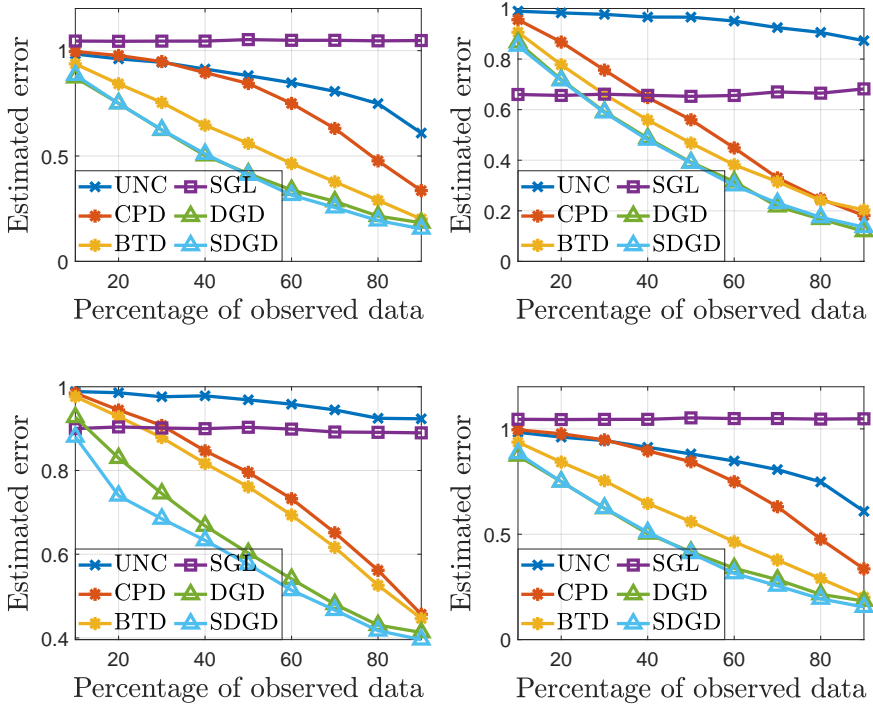 1
0.5
0
Estimated error
UNC SGL
CPD DGD
BTD SDGD
20 40 60 80
Percentage of observed data
1
0.8
0.6
0.4
0.2
0
Estimated error
UNC SGL
CPD DGD
BTD SDGD
20 40 60 80
Percentage of observed data
1
0.8
0.6
0.4
Estimated error
UNC SGL
CPD DGD
BTD SDGD
20 40 60 80
Percentage of observed data
1
0.5
0
Estimated error
UNC SGL
CPD DGD
BTD SDGD
20 40 60 80
Percentage of observed data